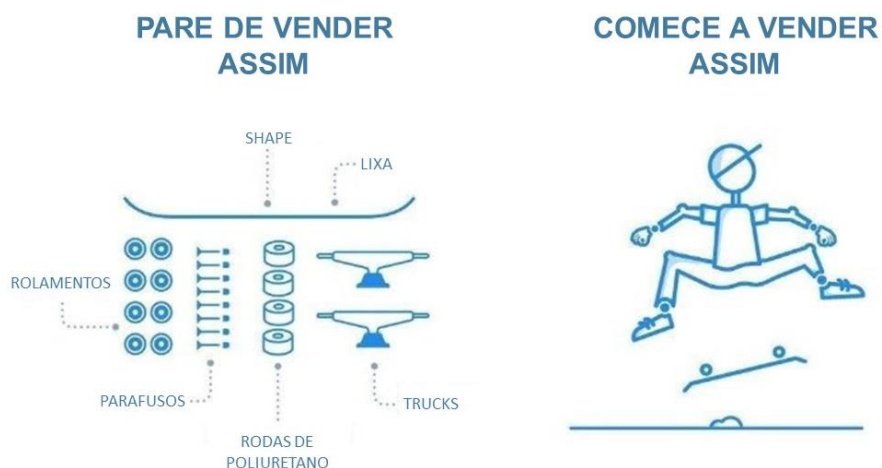 PARE DE VENDER
ASSIM
COMECE A VENDER
ASSIM
SHAPE
LIXA
ROLAMENTOS
PARAFUSOS
TRUCKS
RODAS DE
POLIURETANO